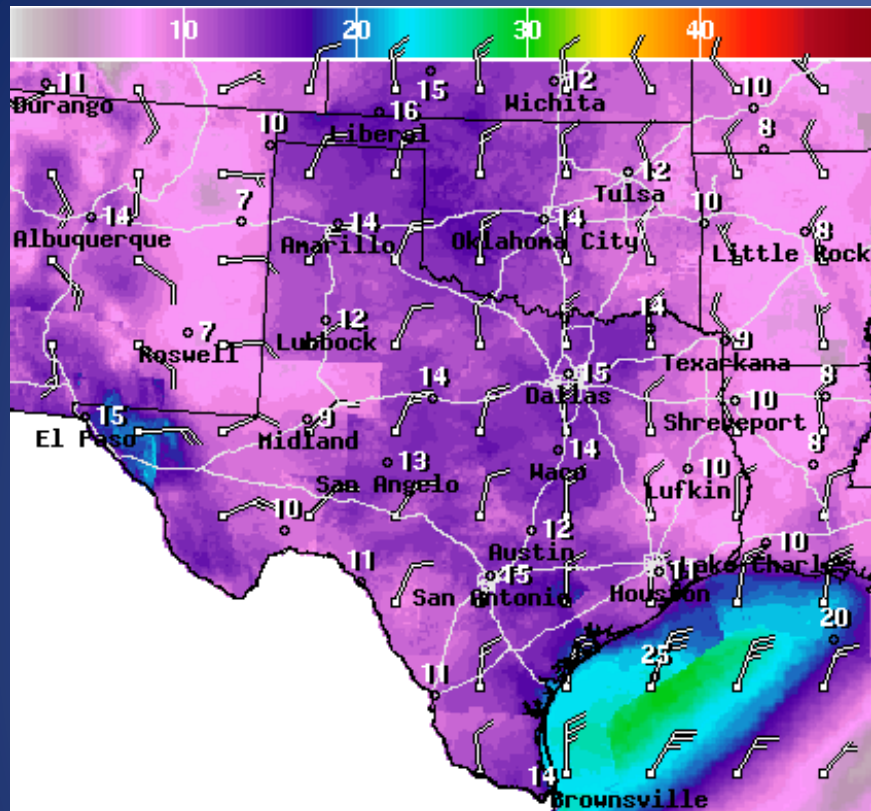 10 20 30 40
11 15 12 10
Durango 16 Wichita
10 Liberal 8
7 12
Tulsa
14 14 14 10 8
Albuquerque Amarillo Oklahoma City Little Rock
7 12 14
Roswell Lubbock 9
Texarkana
15 14 15 10 8
El Paso 9 Dallas Shreveport
Midland
13 14 10 8
San Angelo Waco Lufkin
10 12 10
Austin Lake Charles
11 15 11
San Antonio Houston
20
25
11
14
Brownsville